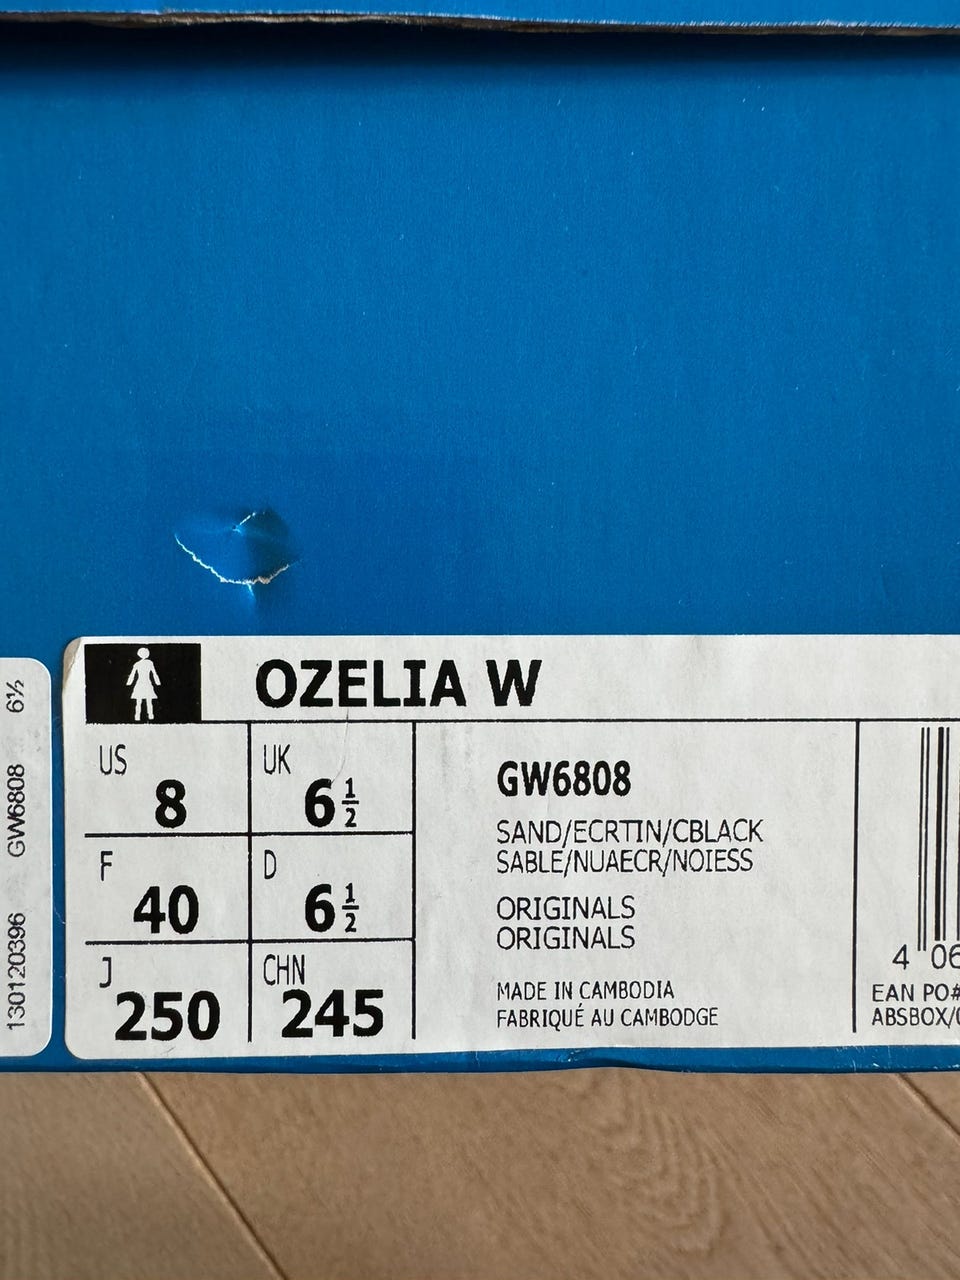 OZELIA W
US
8
UK
6 1/2
F
40
D
6 1/2
J
250
CHN
245
GW6808
SAND/ECRTIN/CBLACK
SABLE/NUAECR/NOIESS
ORIGINALS
ORIGINALS
MADE IN CAMBODIA
FABRIQUÉ AU CAMBODGE
4 06
EAN PO#
ABSBOX/
130120396 GW6808 6½